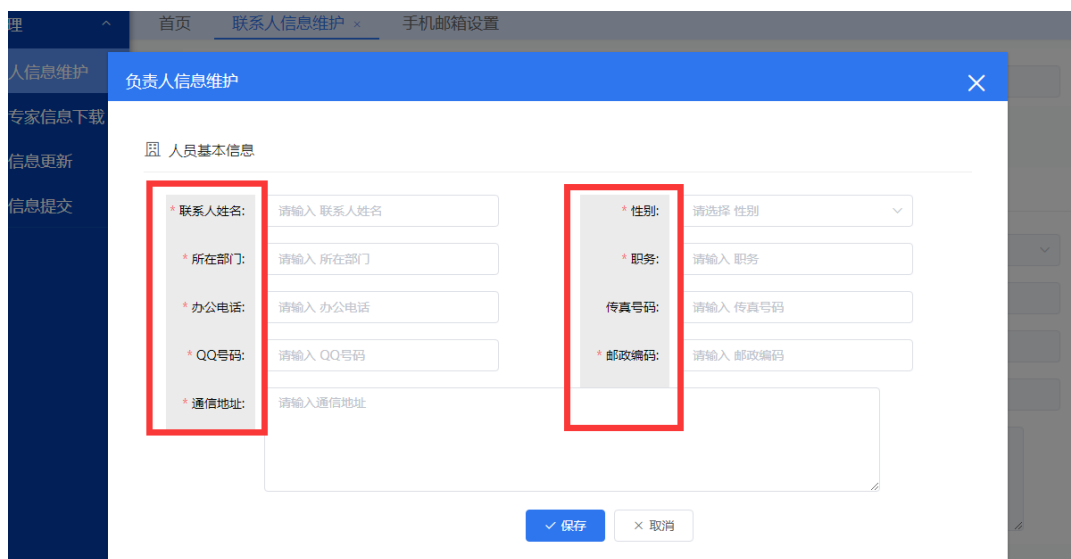 理 首页 联系人信息维护 × 手机邮箱设置
人信息维护
负责人信息维护
专家信息下载
人员基本信息
信息更新
信息提交
* 联系人姓名: 请输入 联系人姓名 * 性别: 请选择 性别
* 所在部门: 请输入 所在部门 * 职务: 请输入 职务
* 办公电话: 请输入 办公电话 传真号码: 请输入 传真号码
* QQ号码: 请输入 QQ号码 * 邮政编码: 请输入 邮政编码
* 通信地址: 请输入通信地址
保存 取消